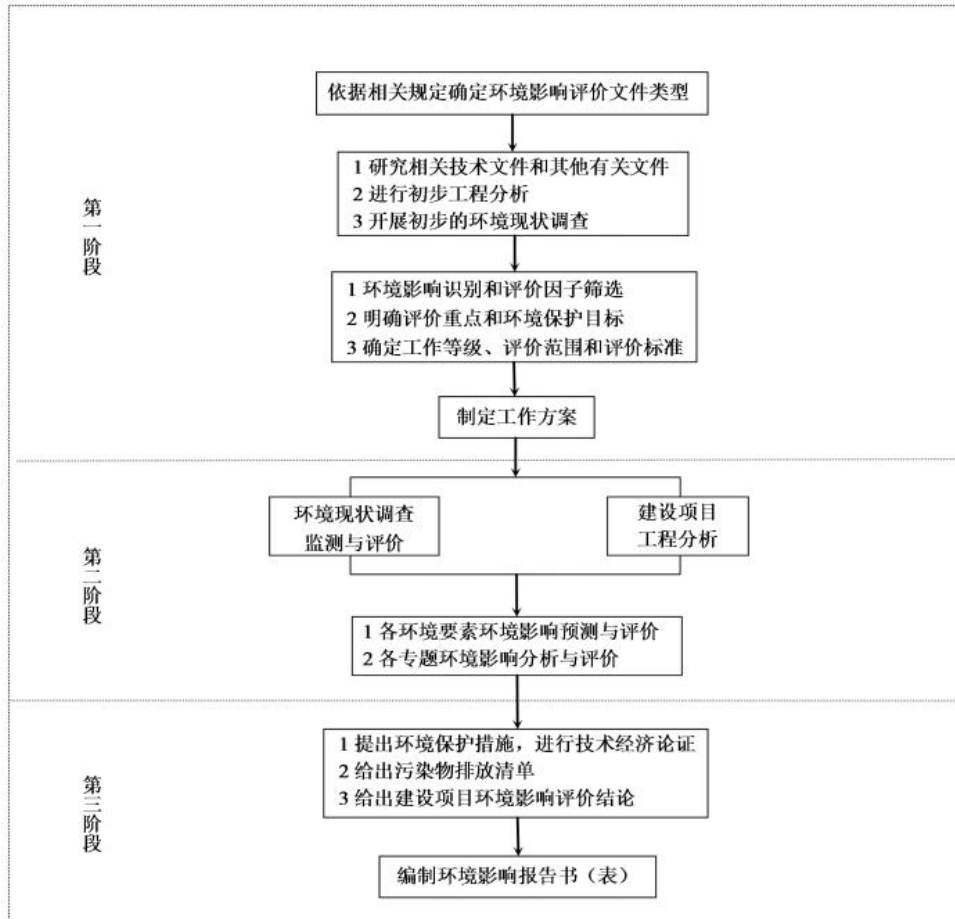 依据相关规定确定环境影响评价文件类型
1 研究相关技术文件和其他有关文件
2 进行初步工程分析
3 开展初步的环境现状调查
第一阶段
1 环境影响识别和评价因子筛选
2 明确评价重点和环境保护目标
3 确定工作等级、评价范围和评价标准
制定工作方案
环境现状调查
监测与评价
建设项目
工程分析
第二阶段
1 各环境要素环境影响预测与评价
2 各专题环境影响分析与评价
1 提出环境保护措施，进行技术经济论证
2 给出污染物排放清单
3 给出建设项目环境影响评价结论
第三阶段
编制环境影响报告书（表）